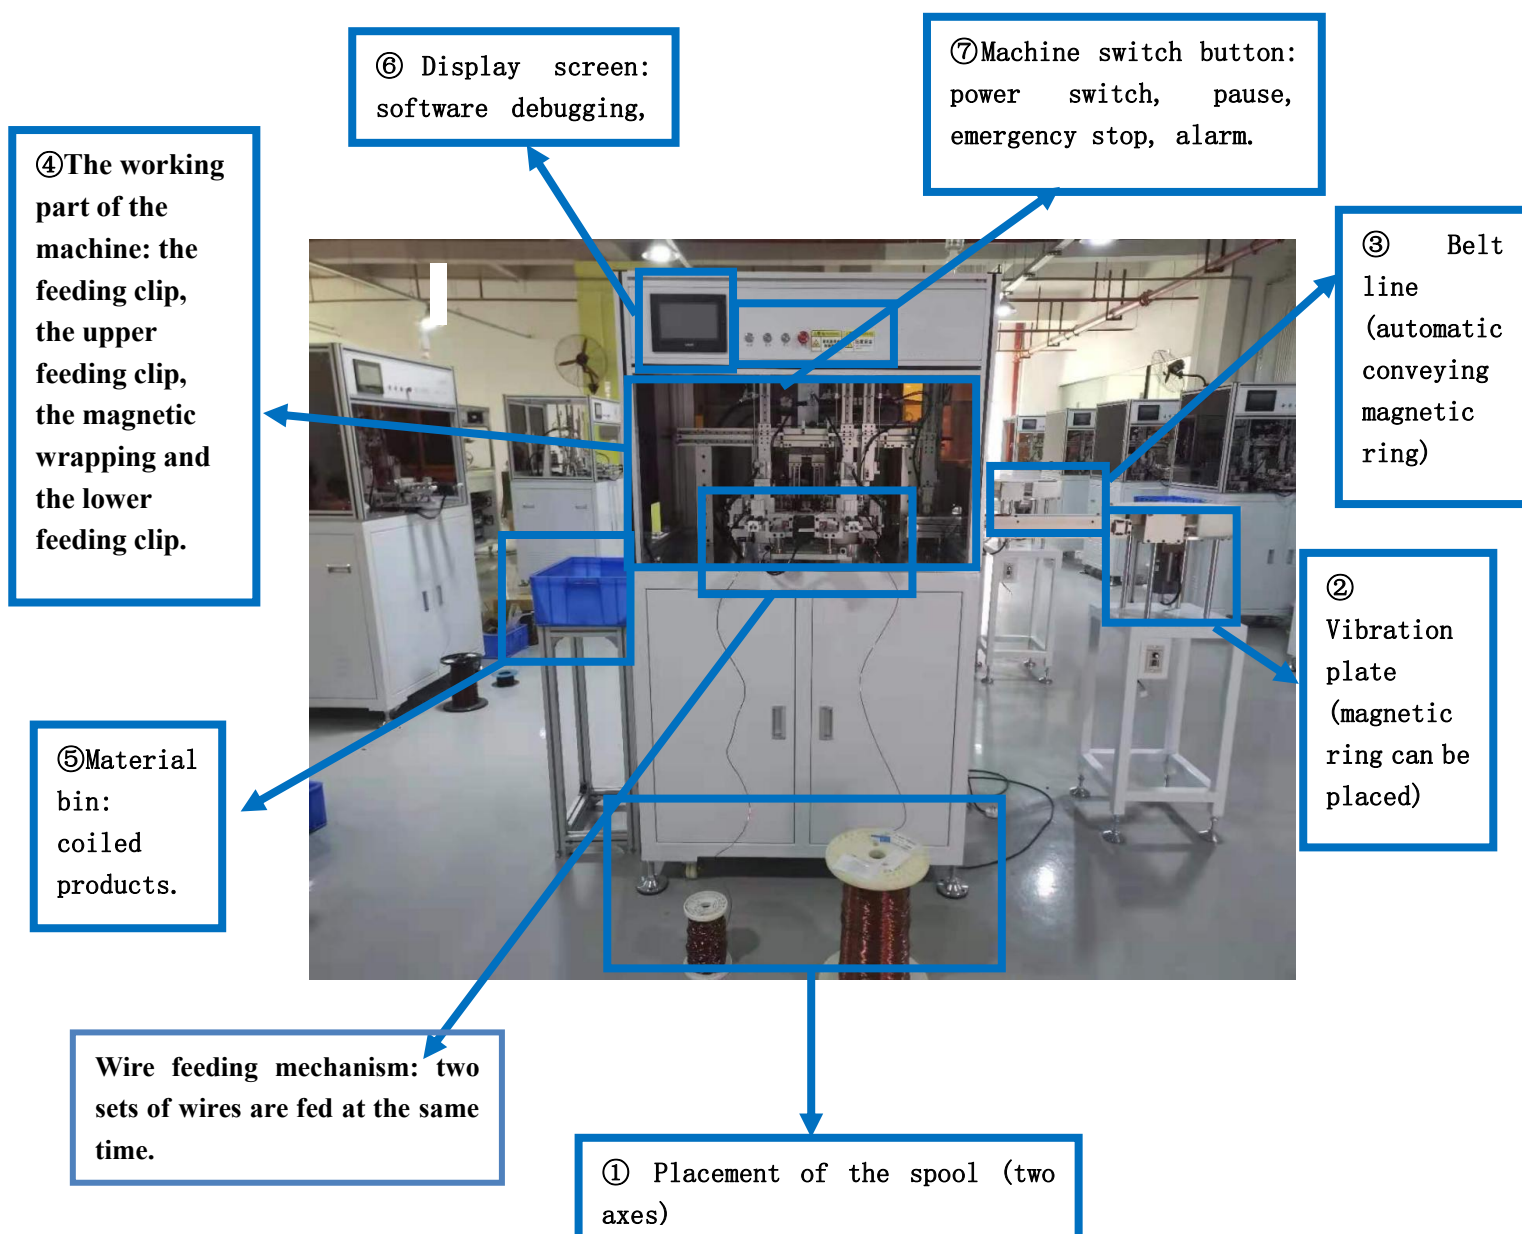 ⑥ Display screen:
software debugging,
⑦Machine switch button:
power switch, pause,
emergency stop, alarm.
④The working
part of the
machine: the
feeding clip,
the upper
feeding clip,
the magnetic
wrapping and
the lower
feeding clip.
③ Belt
line
(automatic
conveying
magnetic
ring)
②
Vibration
plate
(magnetic
ring can be
placed)
⑤Material
bin:
coiled
products.
Wire feeding mechanism: two
sets of wires are fed at the same
time.
① Placement of the spool (two
axes)